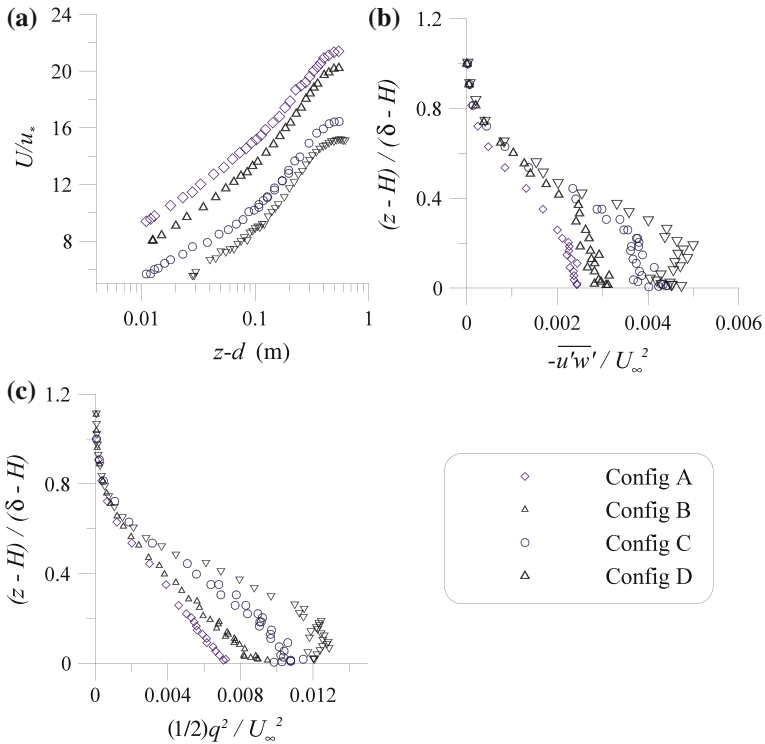 (a)
24
20
16
12
8
U/u*
0.01
0.1
1
z-d (m)
(b)
1.2
0.8
0.4
0
(z - H) / (δ - H)
0
0.002
0.004
0.006
-u'w' / U∞²
(c)
1.2
0.8
0.4
0
(z - H) / (δ - H)
0
0.004
0.008
0.012
(1/2)q² / U∞²
Config A
Config B
Config C
Config D